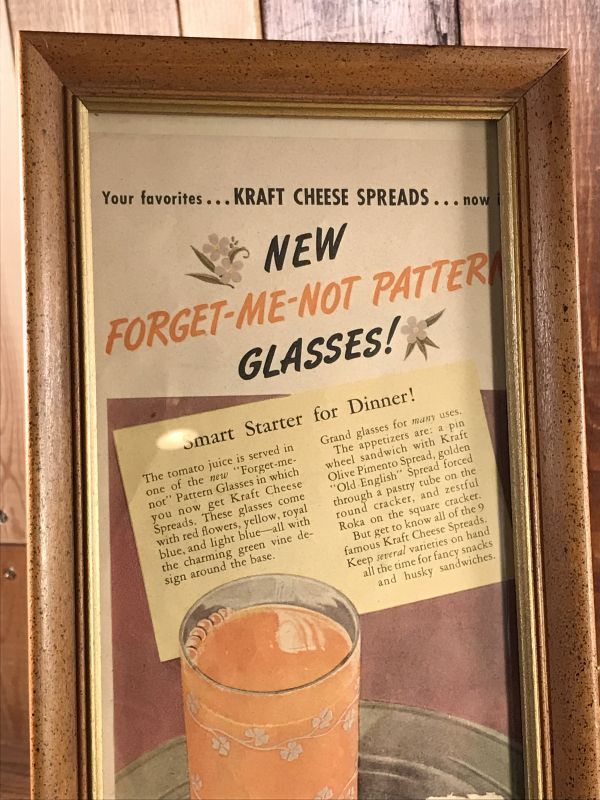 Your favorites...KRAFT CHEESE SPREADS...now
NEW
FORGET-ME-NOT PATTERN
GLASSES!
Smart Starter for Dinner!
The tomato juice is served in
one of the new "Forget-me-
not" Pattern Glasses in which
you now get Kraft Cheese
Spreads. These glasses come
with red flowers, yellow, royal
blue, and light blue—all with
the charming green vine de-
sign around the base.
Grand glasses for many uses.
The appetizers are: a pin
wheel sandwich with Kraft
Olive Pimento Spread, golden
"Old English" Spread forced
through a pastry tube on the
round cracker, and zestful
Roka on the square cracker.
But get to know all of the 9
famous Kraft Cheese Spreads.
Keep several varieties on hand
all the time for fancy snacks
and husky sandwiches.